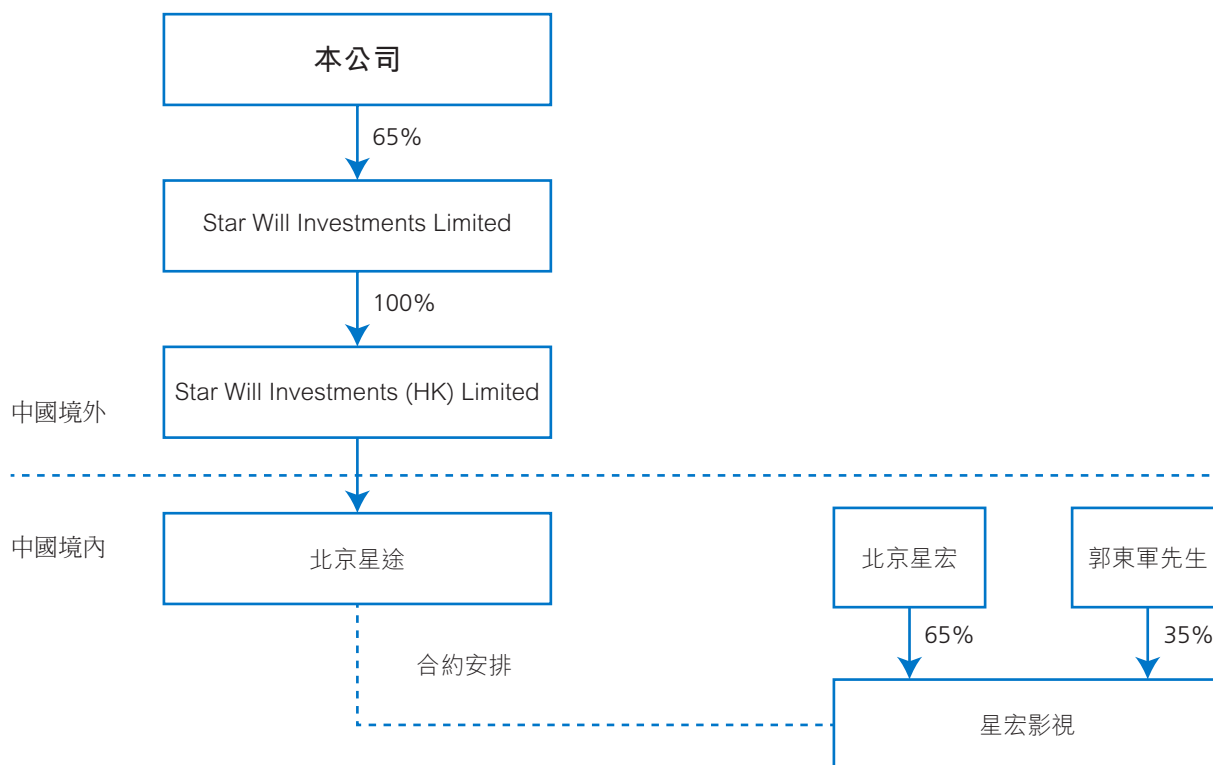 本公司
65%
Star Will Investments Limited
100%
Star Will Investments (HK) Limited
中國境外
中國境內
北京星途
北京星宏
郭東軍先生
65%
35%
合約安排
星宏影視